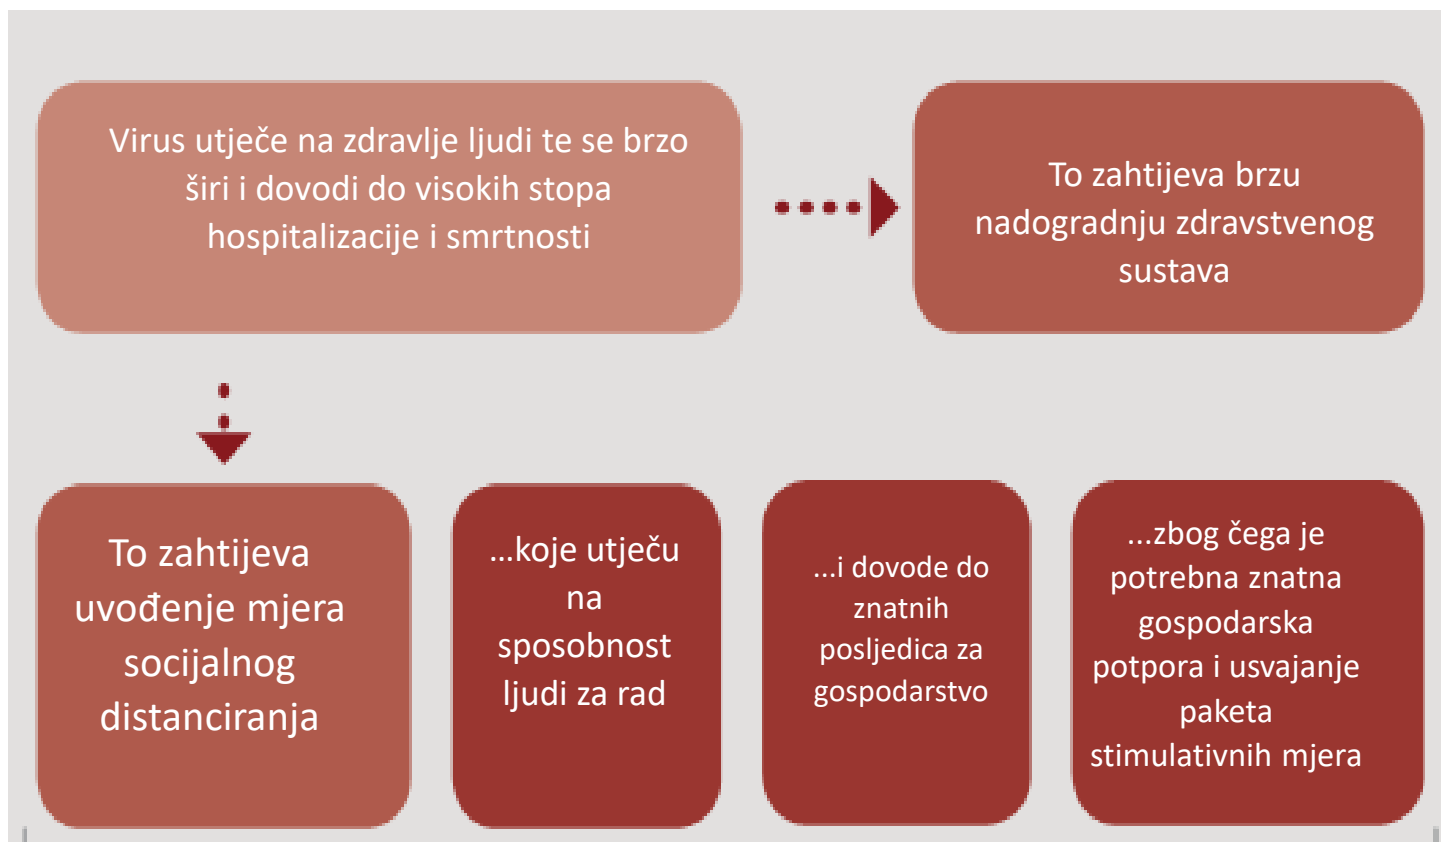 Virus utječe na zdravlje ljudi te se brzo
širi i dovodi do visokih stopa
hospitalizacije i smrtnosti
To zahtijeva brzu
nadogradnju zdravstvenog
sustava
To zahtijeva
uvođenje mjera
socijalnog
distanciranja
...koje utječu
na
sposobnost
ljudi za rad
...i dovode do
znatnih
posljedica za
gospodarstvo
...zbog čega je
potrebna znatna
gospodarska
potpora i usvajanje
paketa
stimulativnih mjera